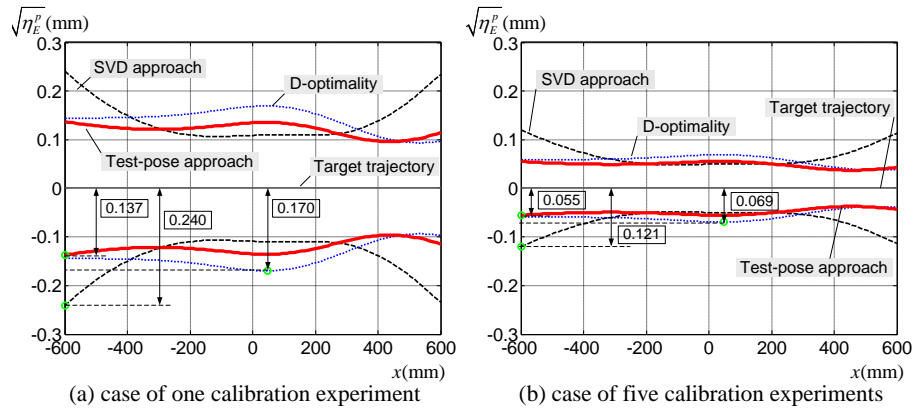 √η_E^p (mm)
0.3
0.2
0.1
0
-0.1
-0.2
-0.3
SVD approach
D-optimality
Test-pose approach
Target trajectory
0.137
0.240
0.170
-600 -400 -200 0 200 400 600
x(mm)
(a) case of one calibration experiment
√η_E^p (mm)
0.3
0.2
0.1
0
-0.1
-0.2
-0.3
SVD approach
Target trajectory
D-optimality
0.055
0.069
0.121
Test-pose approach
-600 -400 -200 0 200 400 600
x(mm)
(b) case of five calibration experiments